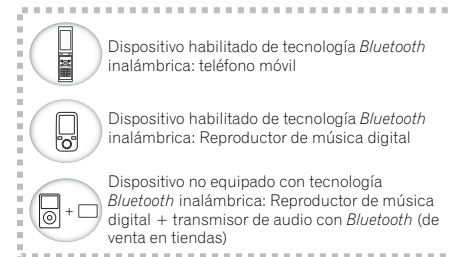 Dispositivo habilitado de tecnología Bluetooth
inalámbrica: teléfono móvil
Dispositivo habilitado de tecnología Bluetooth
inalámbrica: Reproductor de música digital
Dispositivo no equipado con tecnología
Bluetooth inalámbrica: Reproductor de música
digital + transmisor de audio con Bluetooth (de
venta en tiendas)